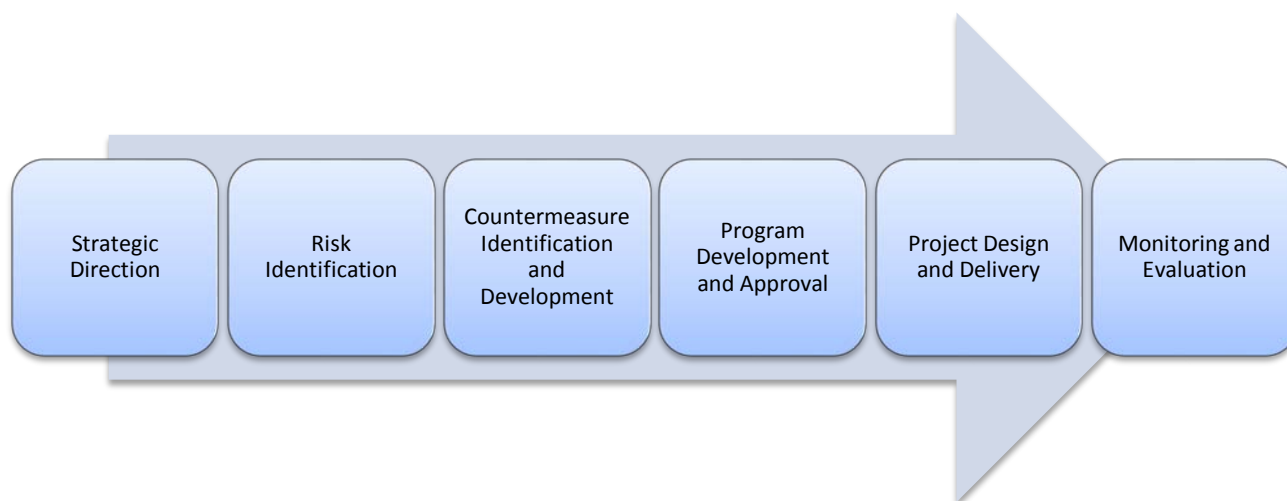 Strategic
Direction
Risk
Identification
Countermeasure
Identification
and
Development
Program
Development
and Approval
Project Design
and Delivery
Monitoring and
Evaluation